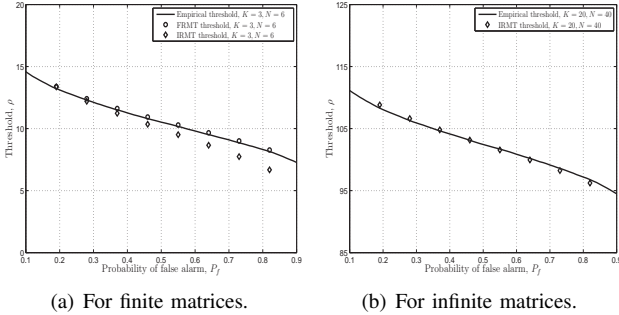 20
15
10
5
0
Threshold, ρ
Empirical threshold, K = 3, N = 6
FRMT threshold, K = 3, N = 6
IRMT threshold, K = 3, N = 6
0.1 0.2 0.3 0.4 0.5 0.6 0.7 0.8 0.9
Probability of false alarm, P_f
(a) For finite matrices.
125
115
105
95
85
Threshold, ρ
Empirical threshold, K = 20, N = 40
IRMT threshold, K = 20, N = 40
0.1 0.2 0.3 0.4 0.5 0.6 0.7 0.8 0.9
Probability of false alarm, P_f
(b) For infinite matrices.